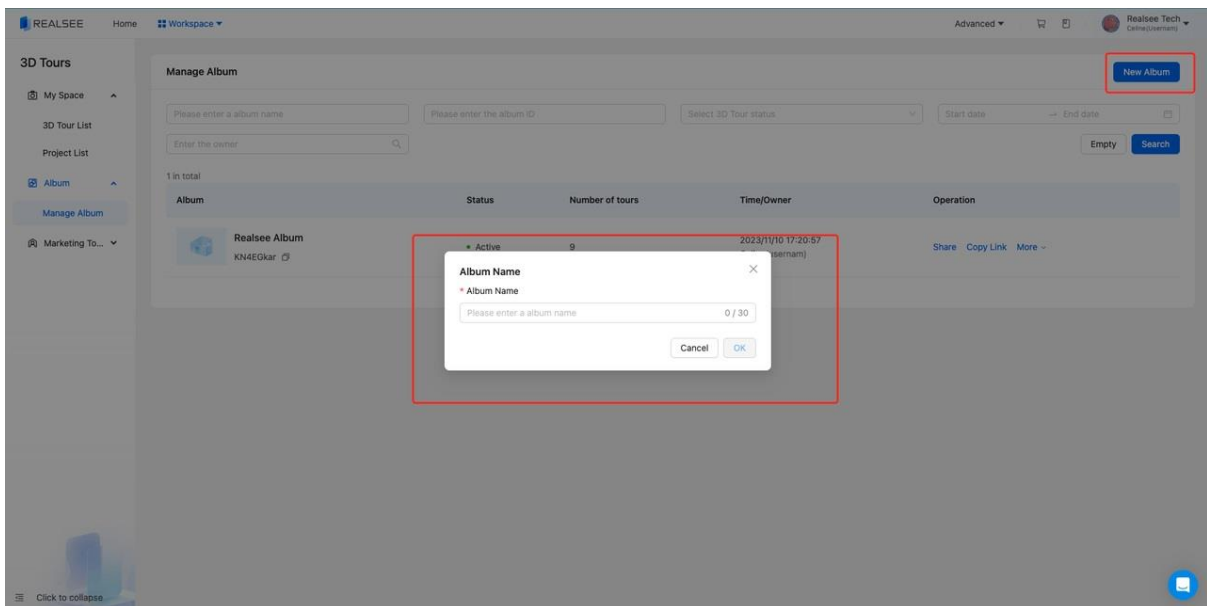 REALSEE Home Workspace Advanced Realsee Tech
Celine(Usernam)
3D Tours
My Space
3D Tour List
Project List
Album
Manage Album
Marketing To...
Click to collapse
Manage Album New Album
Please enter a album name Please enter the album ID Select 3D Tour status Start date → End date
Enter the owner Empty Search
1 in total
Album Status Number of tours Time/Owner Operation
Realsee Album Active 9 2023/11/10 17:20:57 Share Copy Link More
KN4EGkar sernam)
Album Name
* Album Name
Please enter a album name 0 / 30
Cancel OK